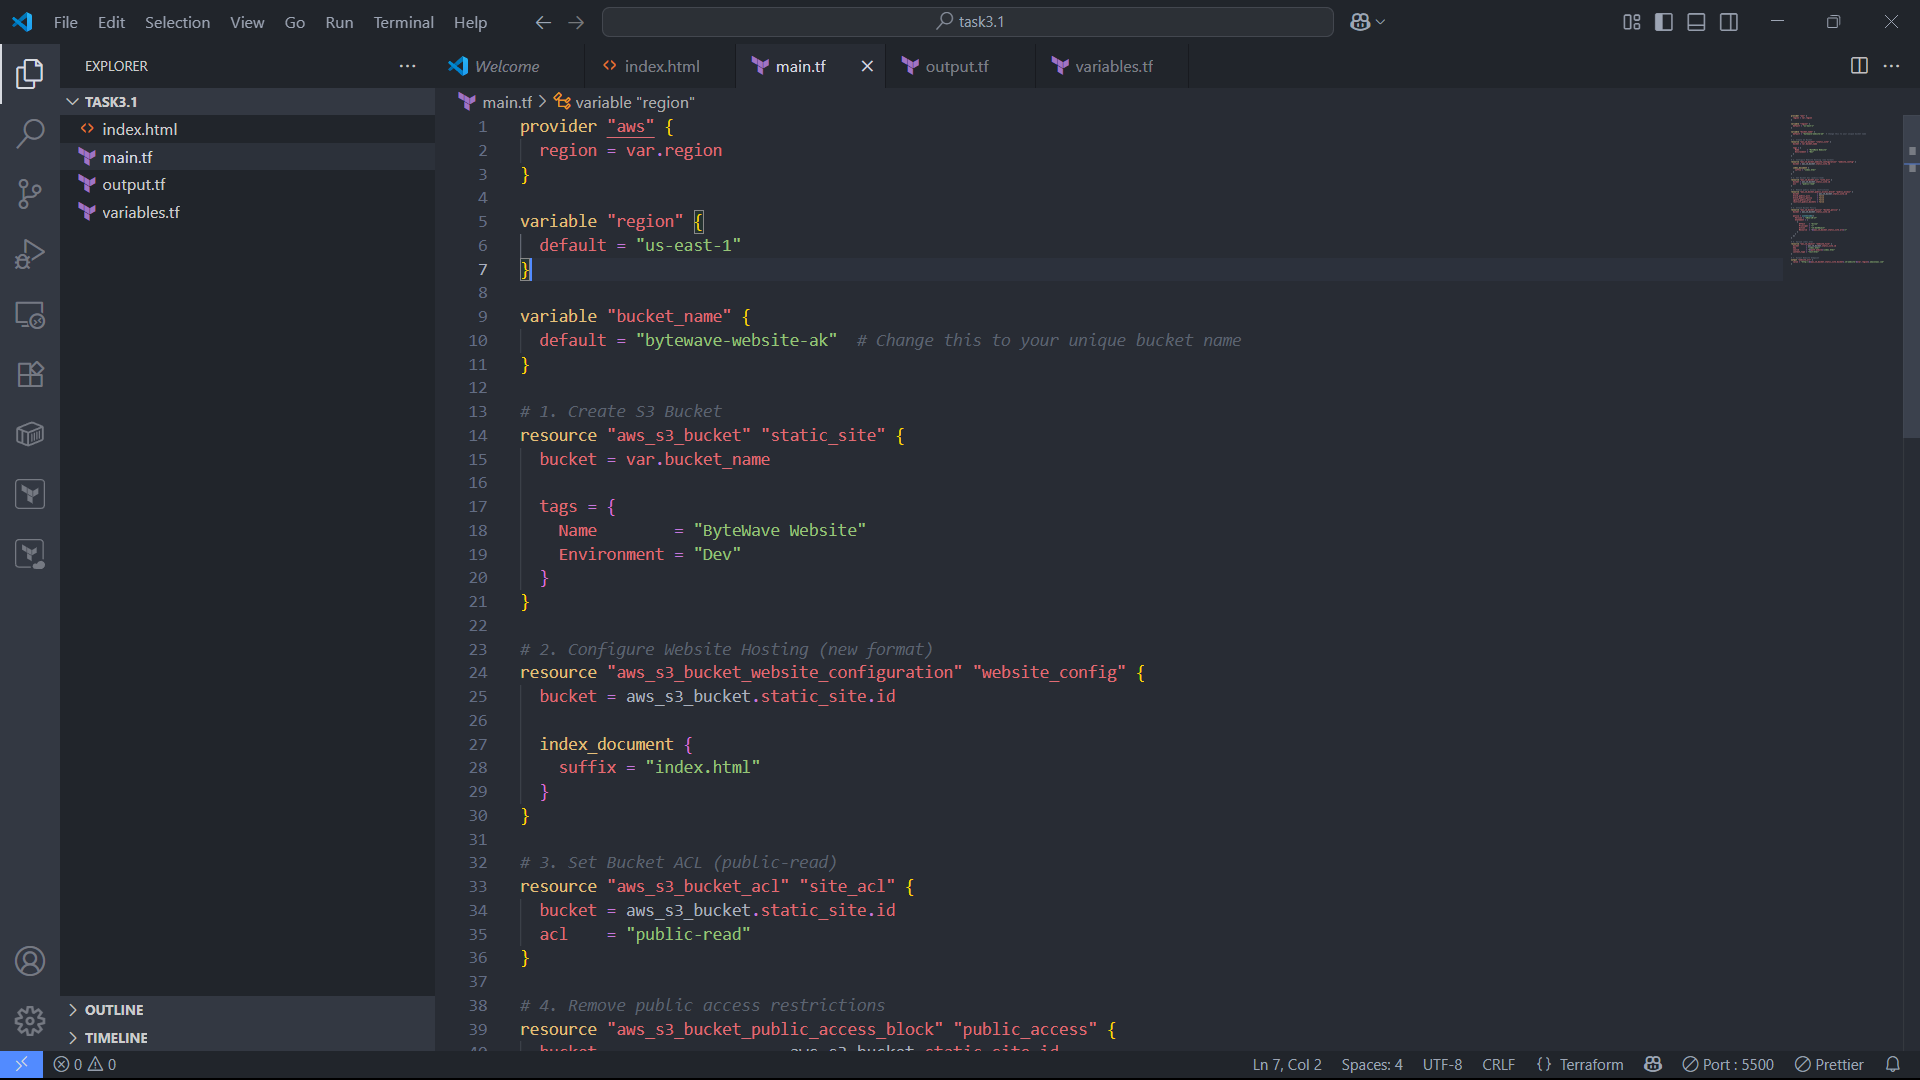 File Edit Selection View Go Run Terminal Help
task3.1
EXPLORER
Welcome
index.html
main.tf
output.tf
variables.tf
TASK3.1
index.html
main.tf
output.tf
variables.tf
main.tf > variable "region"
1 provider "aws" {
2 region = var.region
3 }
4
5 variable "region" {
6 default = "us-east-1"
7 }
8
9 variable "bucket_name" {
10 default = "bytewave-website-ak" # Change this to your unique bucket name
11 }
12
13 # 1. Create S3 Bucket
14 resource "aws_s3_bucket" "static_site" {
15 bucket = var.bucket_name
16
17 tags = {
18 Name = "ByteWave Website"
19 Environment = "Dev"
20 }
21 }
22
23 # 2. Configure Website Hosting (new format)
24 resource "aws_s3_bucket_website_configuration" "website_config" {
25 bucket = aws_s3_bucket.static_site.id
26
27 index_document {
28 suffix = "index.html"
29 }
30 }
31
32 # 3. Set Bucket ACL (public-read)
33 resource "aws_s3_bucket_acl" "site_acl" {
34 bucket = aws_s3_bucket.static_site.id
35 acl = "public-read"
36 }
37
38 # 4. Remove public access restrictions
39 resource "aws_s3_bucket_public_access_block" "public_access" {
40 bucket aws_s3_bucket.static_site.id
OUTLINE
TIMELINE
0 0
Ln 7, Col 2 Spaces: 4 UTF-8 CRLF {} Terraform Port : 5500 Prettier